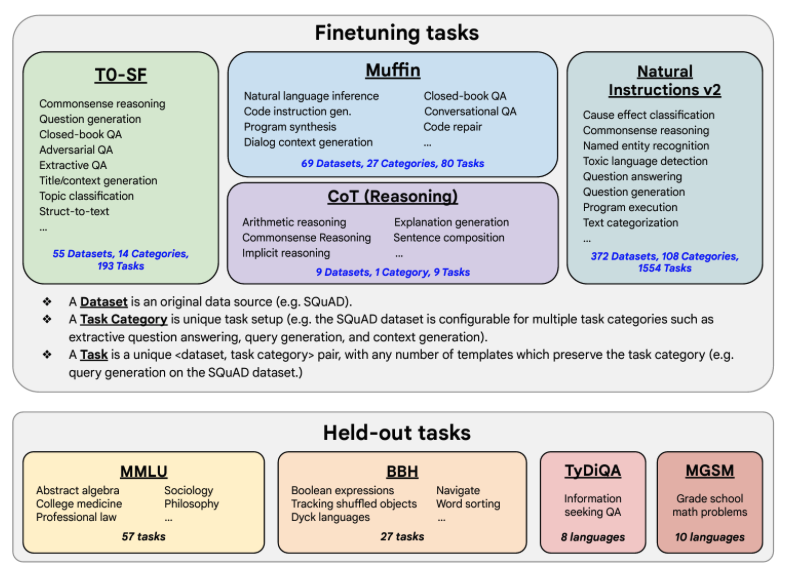 Finetuning tasks
TO-SF
Commonsense reasoning
Question generation
Closed-book QA
Adversarial QA
Extractive QA
Title/context generation
Topic classification
Struct-to-text
...
55 Datasets, 14 Categories,
193 Tasks
Muffin
Natural language inference
Code instruction gen.
Program synthesis
Dialog context generation
Closed-book QA
Conversational QA
Code repair
...
69 Datasets, 27 Categories, 80 Tasks
CoT (Reasoning)
Arithmetic reasoning
Commonsense Reasoning
Implicit reasoning
Explanation generation
Sentence composition
...
9 Datasets, 1 Category, 9 Tasks
Natural
Instructions v2
Cause effect classification
Commonsense reasoning
Named entity recognition
Toxic language detection
Question answering
Question generation
Program execution
Text categorization
...
372 Datasets, 108 Categories,
1554 Tasks
❖ A Dataset is an original data source (e.g. SQuAD).
❖ A Task Category is unique task setup (e.g. the SQuAD dataset is configurable for multiple task categories such as
extractive question answering, query generation, and context generation).
❖ A Task is a unique <dataset, task category> pair, with any number of templates which preserve the task category (e.g.
query generation on the SQuAD dataset.)
Held-out tasks
MMLU
Abstract algebra
College medicine
Professional law
Sociology
Philosophy
...
57 tasks
BBH
Boolean expressions
Tracking shuffled objects
Dyck languages
Navigate
Word sorting
...
27 tasks
TyDiQA
Information
seeking QA
8 languages
MGSM
Grade school
math problems
10 languages